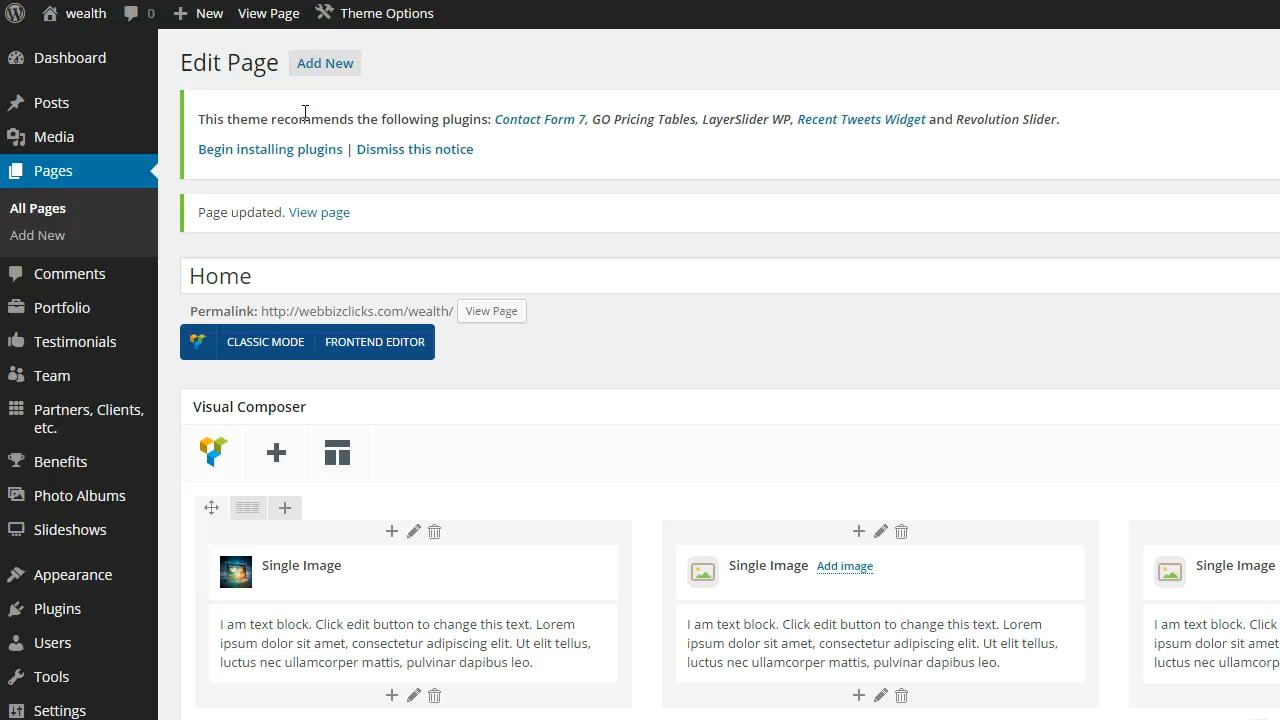 wealth 0 New View Page Theme Options
Dashboard
Posts
Media
Pages
All Pages
Add New
Comments
Portfolio
Testimonials
Team
Partners, Clients,
etc.
Benefits
Photo Albums
Slideshows
Appearance
Plugins
Users
Tools
Settings
Edit Page Add New
This theme recommends the following plugins: Contact Form 7, GO Pricing Tables, LayerSlider WP, Recent Tweets Widget and Revolution Slider.
Begin installing plugins | Dismiss this notice
Page updated. View page
Home
Permalink: http://webbizclicks.com/wealth/ View Page
CLASSIC MODE FRONTEND EDITOR
Visual Composer
Single Image
I am text block. Click edit button to change this text. Lorem
ipsum dolor sit amet, consectetur adipiscing elit. Ut elit tellus,
luctus nec ullamcorper mattis, pulvinar dapibus leo.
Single Image Add image
I am text block. Click edit button to change this text. Lorem
ipsum dolor sit amet, consectetur adipiscing elit. Ut elit tellus,
luctus nec ullamcorper mattis, pulvinar dapibus leo.
Single Image
I am text block. Click
ipsum dolor sit amet,
luctus nec ullamcorp